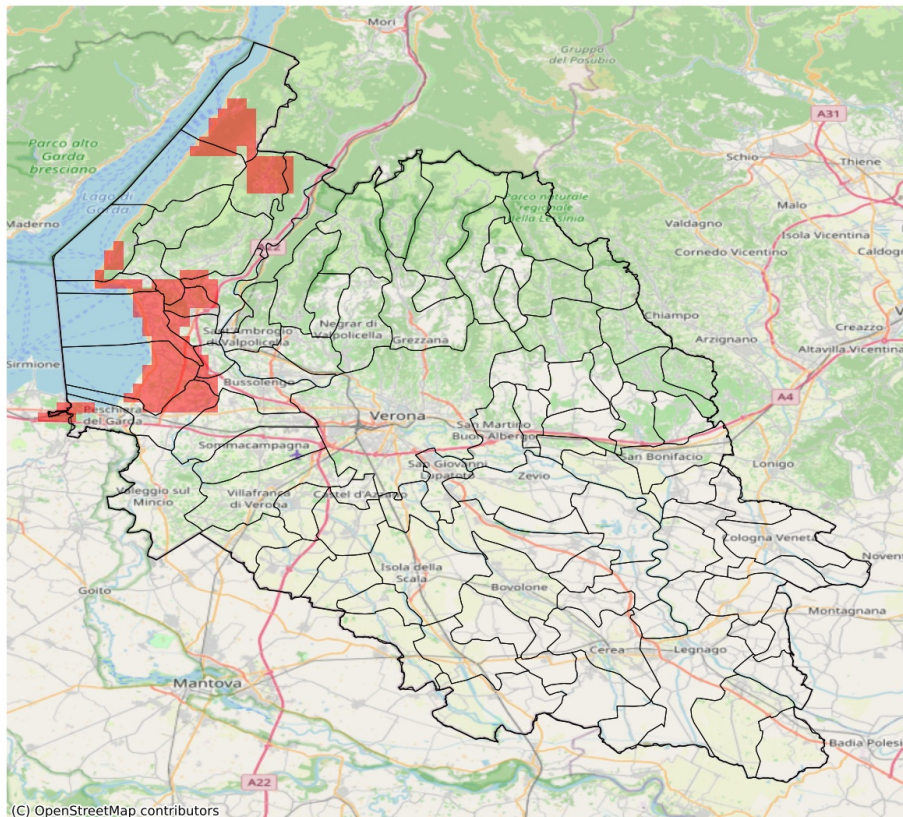 Mori
Gruppo
del Pasubio
A31
Parco alto
Garda
bresciano
Schio
Thiene
Lago di
Garda
Parco naturale
regionale
della Lessinia
Malo
Maderno
Valdagno
Isola Vicentina
A22
Cornedo Vicentino
Caldogn
Chiampo
Creazzo
Sant'Ambrogio
di Valpolicella
Negrar di
Valpolicella
Grezzana
Arzignano
Altavilla Vicentina
Sirmione
Bussolengo
A4
Peschiera
del Garda
Verona
San Martino
Buon Albergo
Sommacampagna
San Bonifacio
San Giovanni
Lupatoto
Zevio
Lonigo
Valeggio sul
Mincio
Villafranca
di Verona
Castel d'Azzano
Cologna Veneta
Noven
Isola della
Scala
Goito
Bovolone
Montagnana
Cerea
Legnago
Mantova
Badia Polesi
A22
(C) OpenStreetMap contributors